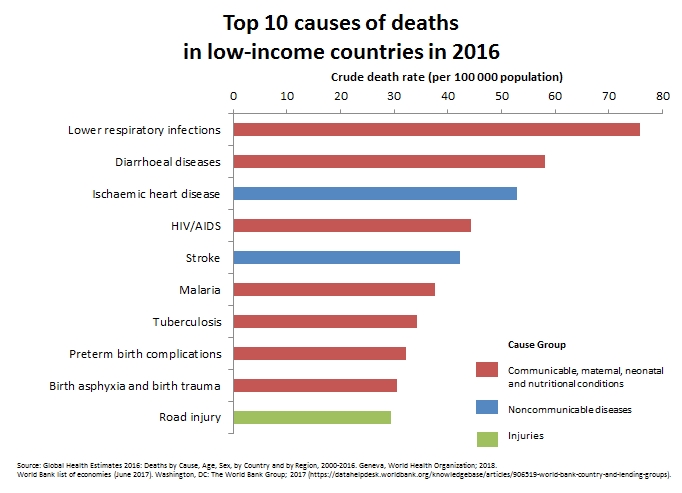 Top 10 causes of deaths
in low-income countries in 2016
Crude death rate (per 100 000 population)
0 10 20 30 40 50 60 70 80
Lower respiratory infections
Diarrhoeal diseases
Ischaemic heart disease
HIV/AIDS
Stroke
Malaria
Tuberculosis
Preterm birth complications
Birth asphyxia and birth trauma
Road injury
Cause Group
Communicable, maternal, neonatal
and nutritional conditions
Noncommunicable diseases
Injuries
Source: Global Health Estimates 2016: Deaths by Cause, Age, Sex, by Country and by Region, 2000-2016. Geneva, World Health Organization; 2018.
World Bank list of economies (June 2017). Washington, DC: The World Bank Group; 2017 (https://datahelpdesk.worldbank.org/knowledgebase/articles/906519-world-bank-country-and-lending-groups).